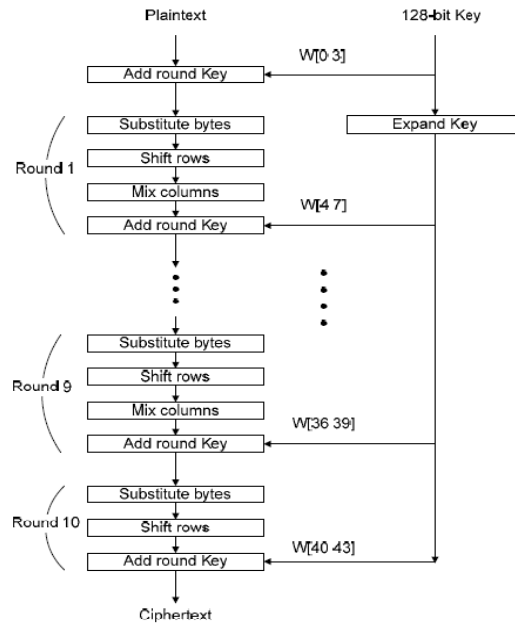 Plaintext 128-bit Key
W[0 3]
Add round Key
Substitute bytes Expand Key
Shift rows
Round 1
Mix columns
W[4 7]
Add round Key
Substitute bytes
Shift rows
Round 9
Mix columns
W[36 39]
Add round Key
Substitute bytes
Round 10
Shift rows
W[40 43]
Add round Key
Ciphertext